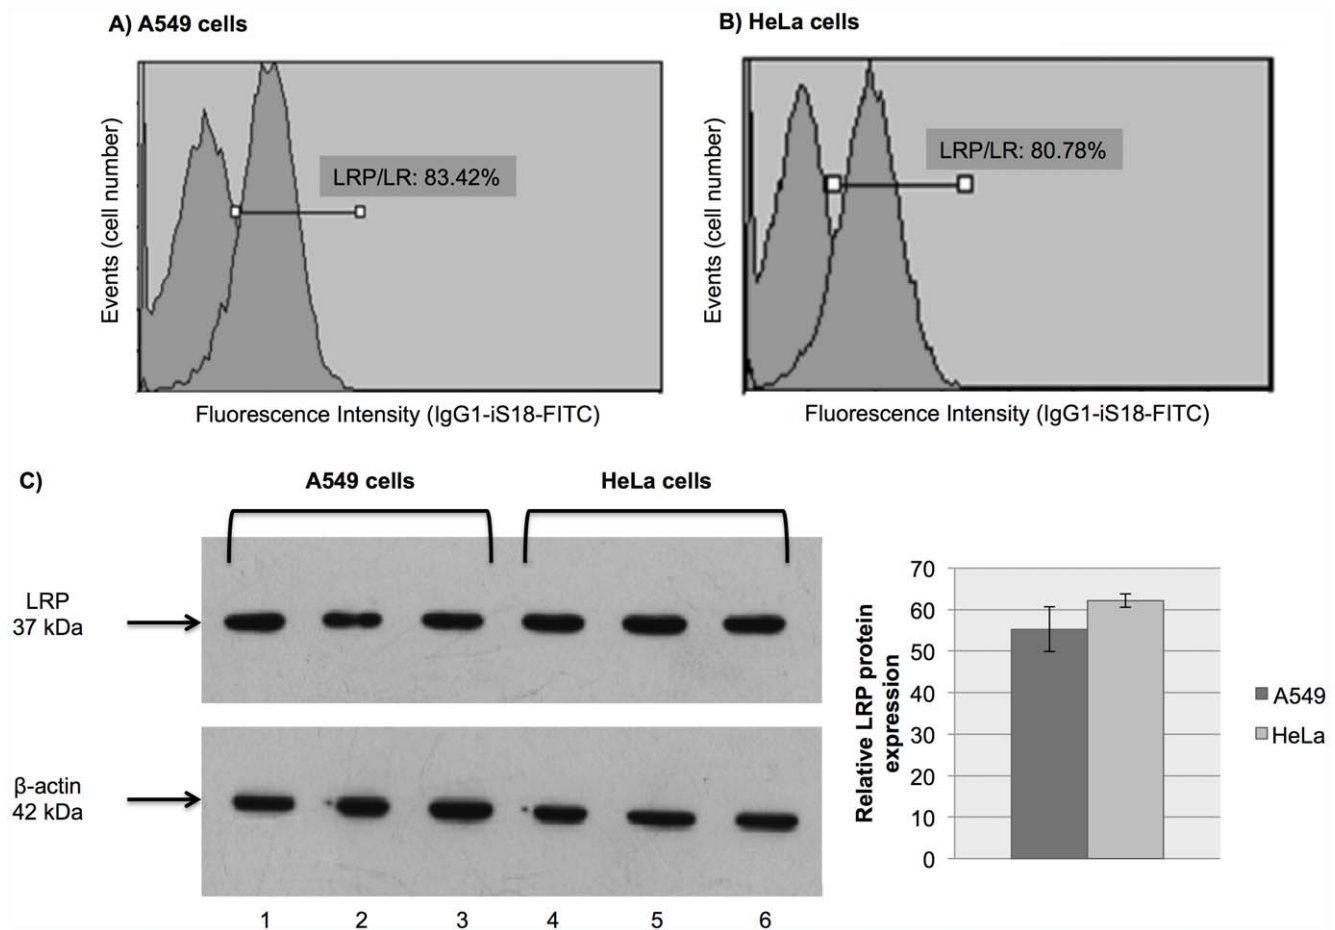 A) A549 cells
Events (cell number)
LRP/LR: 83.42%
Fluorescence Intensity (IgG1-iS18-FITC)
B) HeLa cells
Events (cell number)
LRP/LR: 80.78%
Fluorescence Intensity (IgG1-iS18-FITC)
C)
A549 cells
HeLa cells
LRP
37 kDa
β-actin
42 kDa
1
2
3
4
5
6
Relative LRP protein
expression
70
60
50
40
30
20
10
0
A549
HeLa